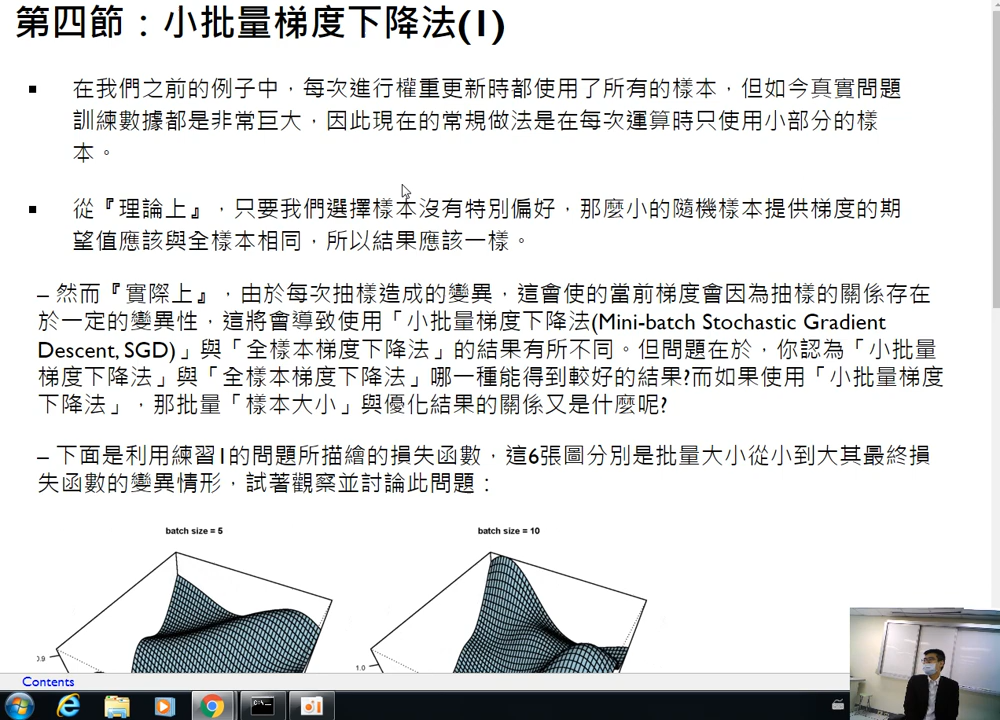 第四節：小批量梯度下降法(1)
▪ 在我們之前的例子中，每次進行權重更新時都使用了所有的樣本，但如今真實問題
訓練數據都是非常巨大，因此現在的常規做法是在每次運算時只使用小部分的樣
本。
▪ 從『理論上』，只要我們選擇樣本沒有特別偏好，那麼小的隨機樣本提供梯度的期
望值應該與全樣本相同，所以結果應該一樣。
– 然而『實際上』，由於每次抽樣造成的變異，這會使的當前梯度會因為抽樣的關係存在
於一定的變異性，這將會導致使用「小批量梯度下降法(Mini-batch Stochastic Gradient
Descent, SGD)」與「全樣本梯度下降法」的結果有所不同。但問題在於，你認為「小批量
梯度下降法」與「全樣本梯度下降法」哪一種能得到較好的結果?而如果使用「小批量梯度
下降法」，那批量「樣本大小」與優化結果的關係又是什麼呢?
– 下面是利用練習1的問題所描繪的損失函數，這6張圖分別是批量大小從小到大其最終損
失函數的變異情形，試著觀察並討論此問題：
batch size = 5
batch size = 10
0.9
1.0
Contents